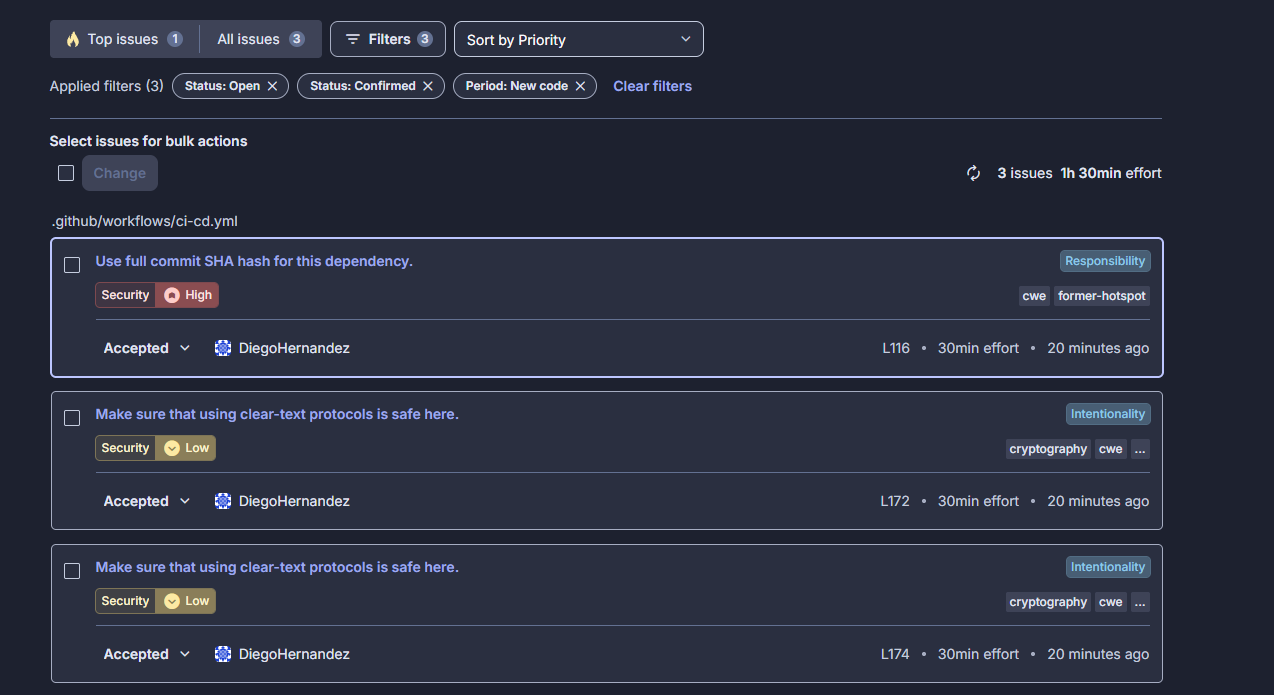 Top issues 1 All issues 3 Filters 3 Sort by Priority
Applied filters (3) Status: Open Status: Confirmed Period: New code Clear filters
Select issues for bulk actions
Change 3 issues 1h 30min effort
.github/workflows/ci-cd.yml
Use full commit SHA hash for this dependency. Responsibility
Security High cwe former-hotspot
Accepted DiegoHernandez L116 • 30min effort • 20 minutes ago
Make sure that using clear-text protocols is safe here. Intentionality
Security Low cryptography cwe ...
Accepted DiegoHernandez L172 • 30min effort • 20 minutes ago
Make sure that using clear-text protocols is safe here. Intentionality
Security Low cryptography cwe ...
Accepted DiegoHernandez L174 • 30min effort • 20 minutes ago